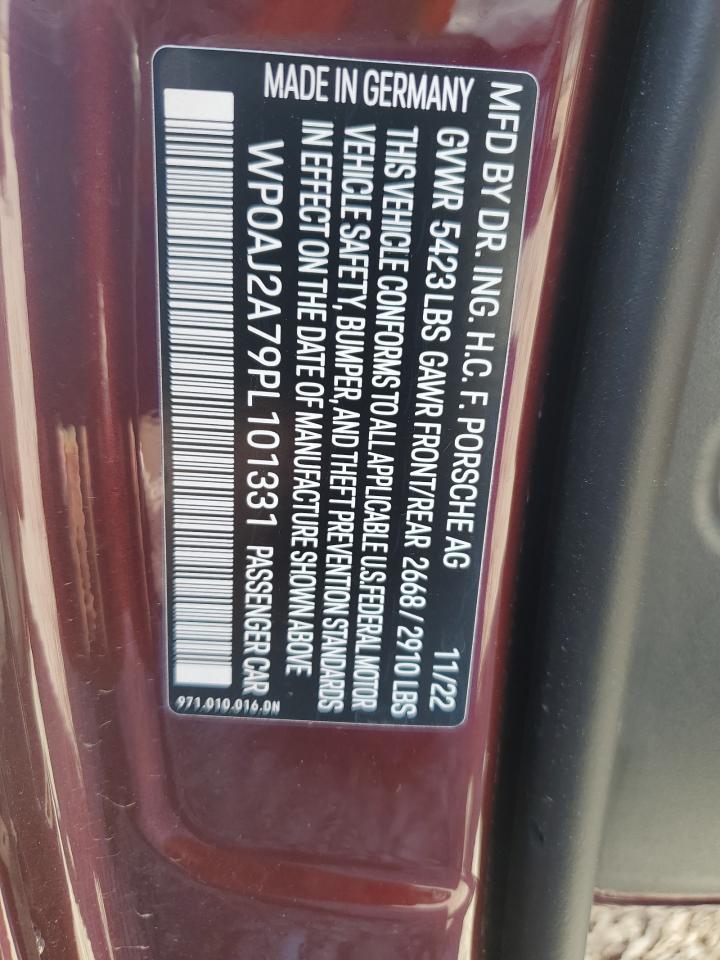 MFD BY DR. ING. H.C. F. PORSCHE AG
GVWR 5423 LBS GAWR FRONT/REAR 2668 / 2910 LBS 11/22
THIS VEHICLE CONFORMS TO ALL APPLICABLE U.S.FEDERAL MOTOR
VEHICLE SAFETY, BUMPER, AND THEFT PREVENTION STANDARDS
IN EFFECT ON THE DATE OF MANUFACTURE SHOWN ABOVE
MADE IN GERMANY
WP0AJ2A79PL101331 PASSENGER CAR
971.010.016.DN